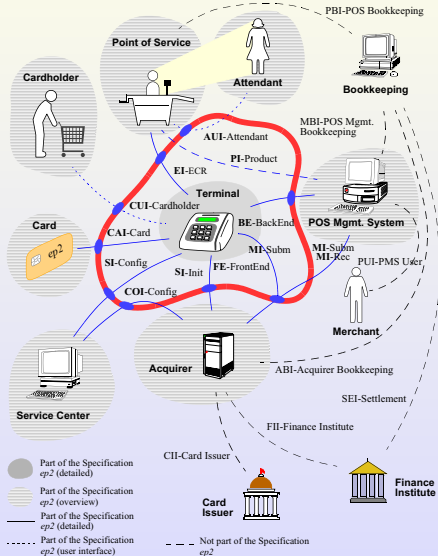 PBI-POS Bookkeeping
Point of Service
Attendant
Cardholder
Bookkeeping
MBI-POS Mgmt.
Bookkeeping
AUI-Attendant
PI-Product
EI-ECR
Terminal
CUI-Cardholder
BE-BackEnd
POS Mgmt. System
CAI-Card
Card
ep2
MI-Subm
MI-Subm
MI-Rec
SI-Config
SI-Init
FE-FrontEnd
PUI-PMS User
COI-Config
Merchant
Acquirer
ABI-Acquirer Bookkeeping
Service Center
SEI-Settlement
FII-Finance Institute
CII-Card Issuer
Part of the Specification
ep2 (detailed)
Part of the Specification
ep2 (overview)
Part of the Specification
ep2 (detailed)
Part of the Specification
ep2 (user interface)
Not part of the Specification
ep2
Card
Issuer
Finance
Institute